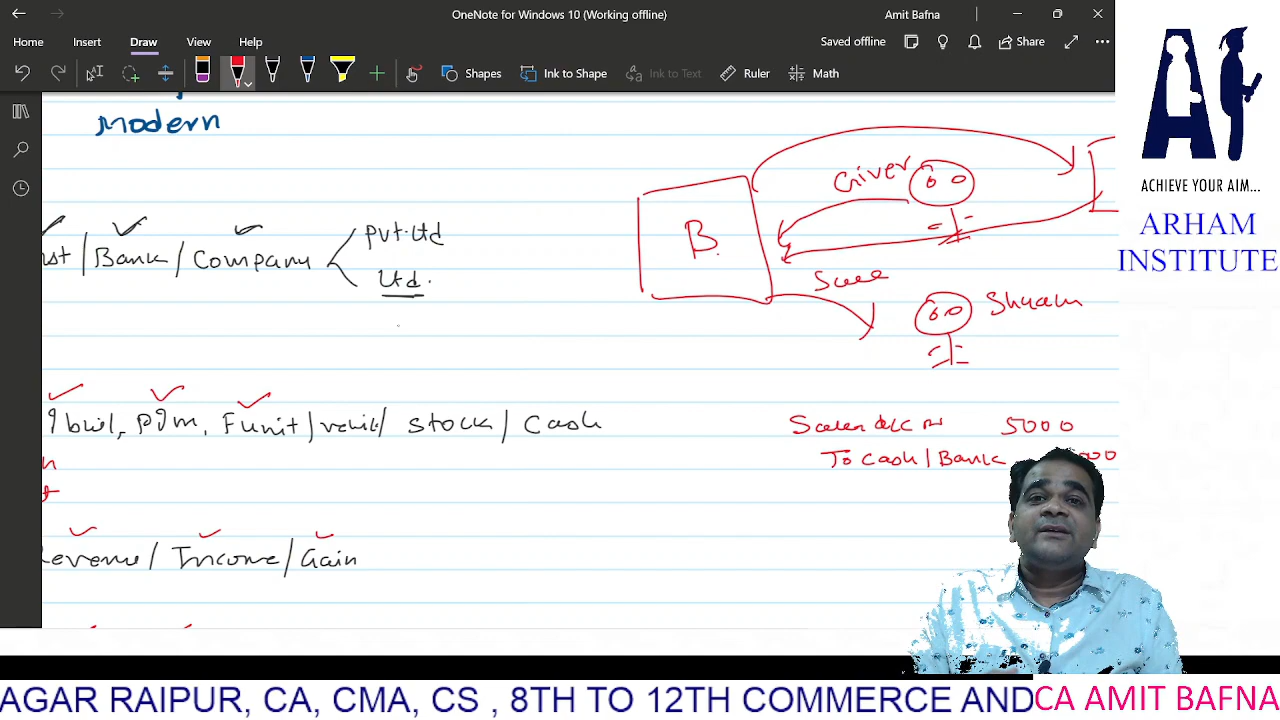 OneNote for Windows 10 (Working offline)
Amit Bafna
Home Insert Draw View Help
Saved offline
Share
Shapes
Ink to Shape
Ink to Text
Ruler
Math
Modern
Bank / Company
Pvt. Ltd
Ltd.
Giver
B
Shyam
stock / Cash
5000
To Cash / Bank
Income / Gain
ACHIEVE YOUR AIM...
ARHAM
INSTITUTE
AGAR RAIPUR, CA, CMA, CS , 8TH TO 12TH COMMERCE AND
CA AMIT BAFNA